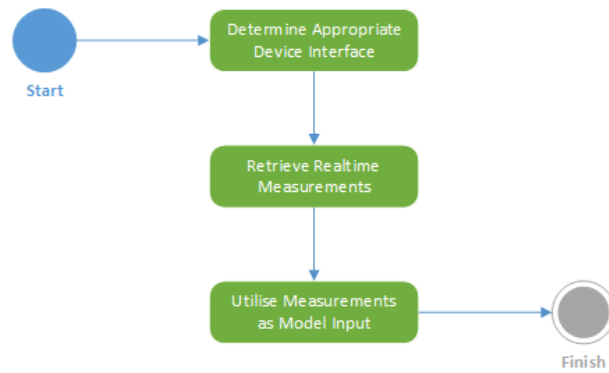 Determine Appropriate
Device Interface
Start
Retrieve Realtime
Measurements
Utilise Measurements
as Model Input
Finish